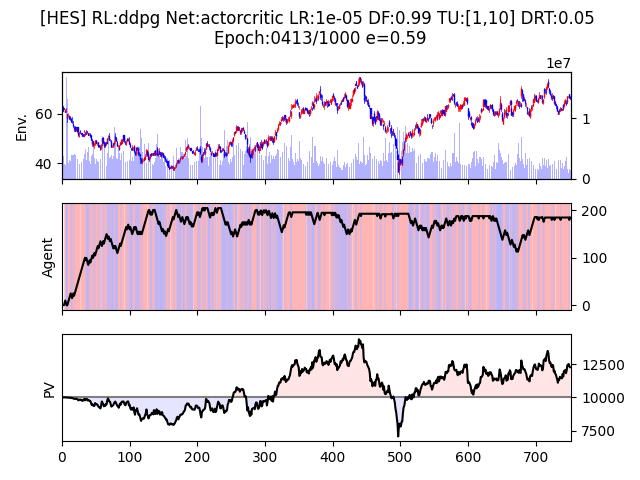 [HES] RL:ddpg Net:actorcritic LR:1e-05 DF:0.99 TU:[1,10] DRT:0.05
Epoch:0413/1000 e=0.59
1e7
Env.
60
40
1
0
Agent
200
100
0
PV
12500
10000
7500
0 100 200 300 400 500 600 700